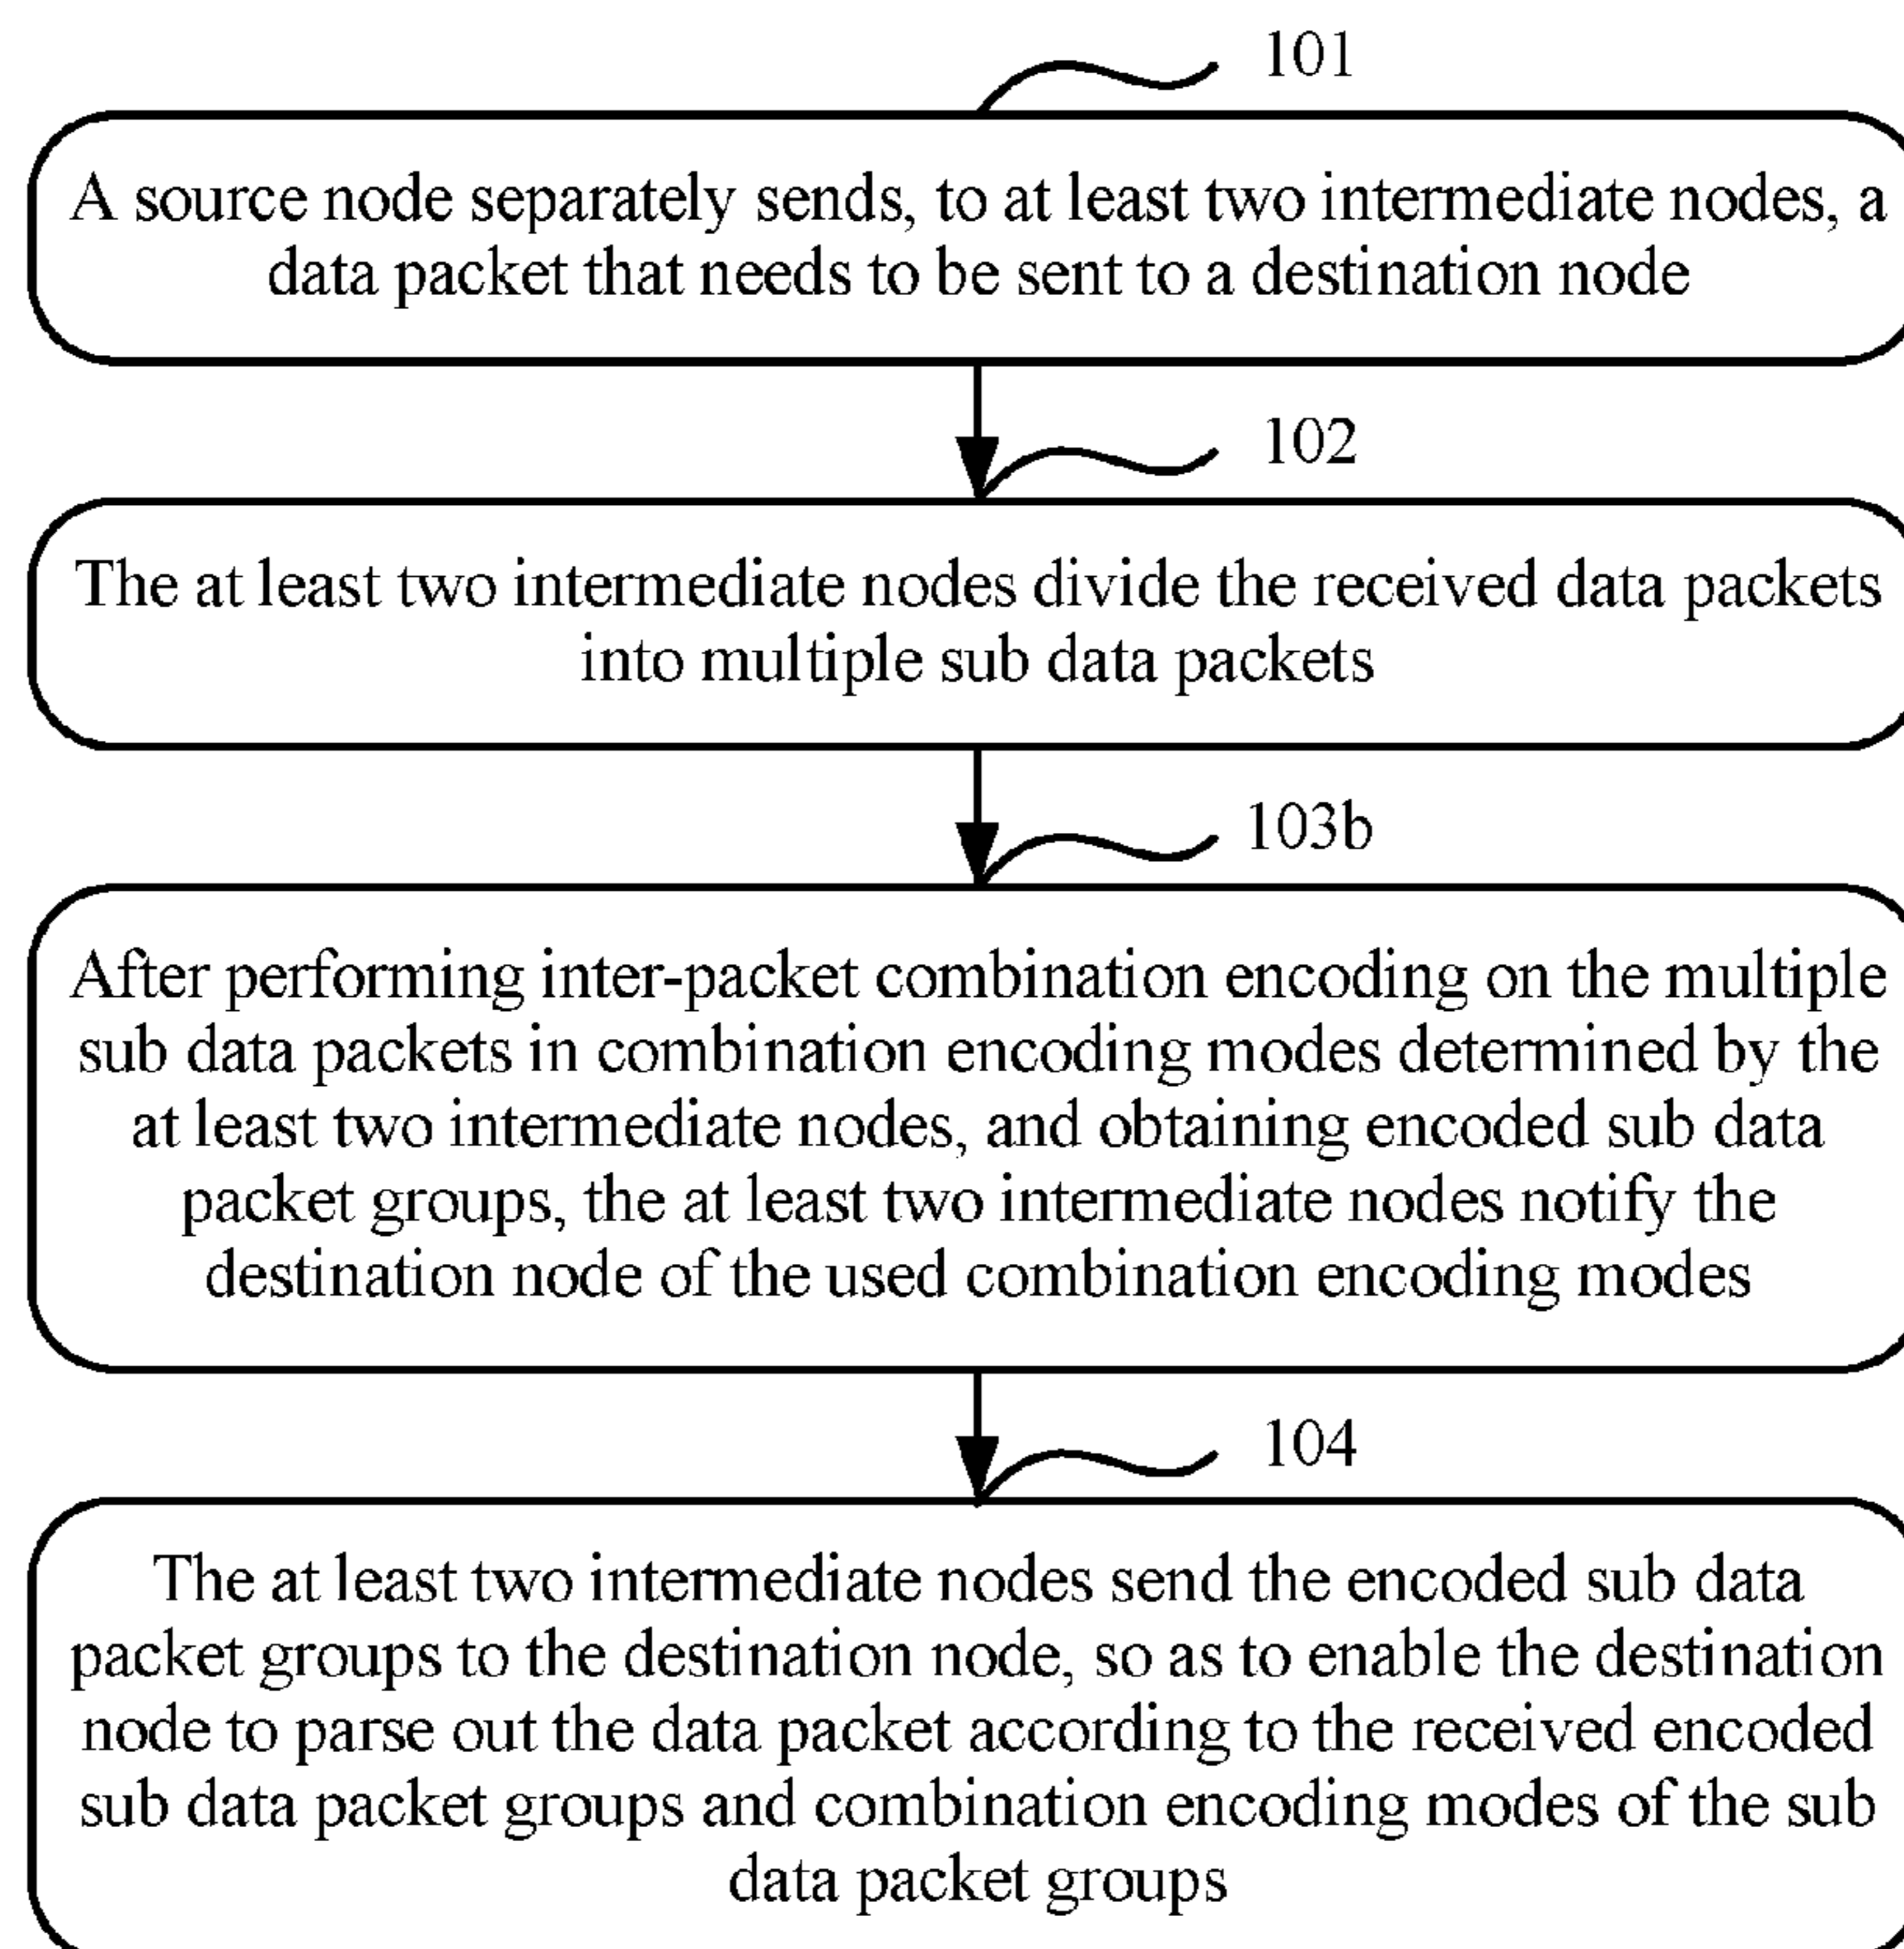 101
A source node separately sends, to at least two intermediate nodes, a
data packet that needs to be sent to a destination node
102
The at least two intermediate nodes divide the received data packets
into multiple sub data packets
103b
After performing inter-packet combination encoding on the multiple
sub data packets in combination encoding modes determined by the
at least two intermediate nodes, and obtaining encoded sub data
packet groups, the at least two intermediate nodes notify the
destination node of the used combination encoding modes
104
The at least two intermediate nodes send the encoded sub data
packet groups to the destination node, so as to enable the destination
node to parse out the data packet according to the received encoded
sub data packet groups and combination encoding modes of the sub
data packet groups